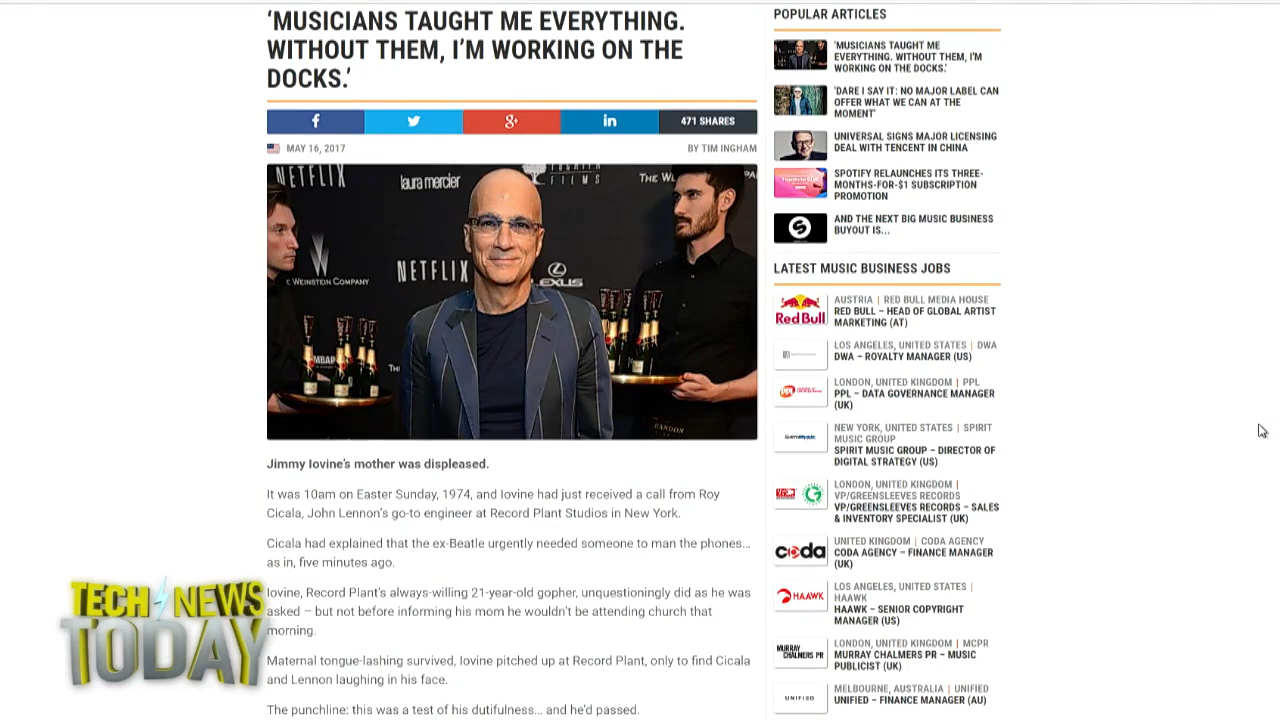 'MUSICIANS TAUGHT ME EVERYTHING.
WITHOUT THEM, I'M WORKING ON THE
DOCKS.'
471 SHARES
MAY 16, 2017
BY TIM INGHAM
NETFLIX
laura mercier
FILMS
NETFLIX
WEINSTEIN COMPANY
Jimmy Iovine's mother was displeased.
It was 10am on Easter Sunday, 1974, and Iovine had just received a call from Roy
Cicala, John Lennon's go-to engineer at Record Plant Studios in New York.
Cicala had explained that the ex-Beatle urgently needed someone to man the phones…
as in, five minutes ago.
Iovine, Record Plant's always-willing 21-year-old gopher, unquestioningly did as he was
asked – but not before informing his mom he wouldn't be attending church that
morning.
Maternal tongue-lashing survived, Iovine pitched up at Record Plant, only to find Cicala
and Lennon laughing in his face.
The punchline: this was a test of his dutifulness… and he'd passed.
TECH NEWS
TODAY
POPULAR ARTICLES
'MUSICIANS TAUGHT ME
EVERYTHING. WITHOUT THEM, I'M
WORKING ON THE DOCKS.'
'DARE I SAY IT: NO MAJOR LABEL CAN
OFFER WHAT WE CAN AT THE
MOMENT'
UNIVERSAL SIGNS MAJOR LICENSING
DEAL WITH TENCENT IN CHINA
SPOTIFY RELAUNCHES ITS THREE-
MONTHS-FOR-$1 SUBSCRIPTION
PROMOTION
AND THE NEXT BIG MUSIC BUSINESS
BUYOUT IS...
LATEST MUSIC BUSINESS JOBS
Red Bull
AUSTRIA | RED BULL MEDIA HOUSE
RED BULL – HEAD OF GLOBAL ARTIST
MARKETING (AT)
LOS ANGELES, UNITED STATES | DWA
DWA – ROYALTY MANAGER (US)
PPL
LONDON, UNITED KINGDOM | PPL
PPL – DATA GOVERNANCE MANAGER
(UK)
NEW YORK, UNITED STATES | SPIRIT
MUSIC GROUP
SPIRIT MUSIC GROUP – DIRECTOR OF
DIGITAL STRATEGY (US)
LONDON, UNITED KINGDOM |
VP/GREENSLEEVES RECORDS
VP/GREENSLEEVES RECORDS – SALES
& INVENTORY SPECIALIST (UK)
coda
UNITED KINGDOM | CODA AGENCY
CODA AGENCY – FINANCE MANAGER
(UK)
HAAWK
LOS ANGELES, UNITED STATES |
HAAWK
HAAWK – SENIOR COPYRIGHT
MANAGER (US)
MURRAY
CHALMERS PR
LONDON, UNITED KINGDOM | MCPR
MURRAY CHALMERS PR – MUSIC
PUBLICIST (UK)
UNIFIED
MELBOURNE, AUSTRALIA | UNIFIED
UNIFIED – FINANCE MANAGER (AU)